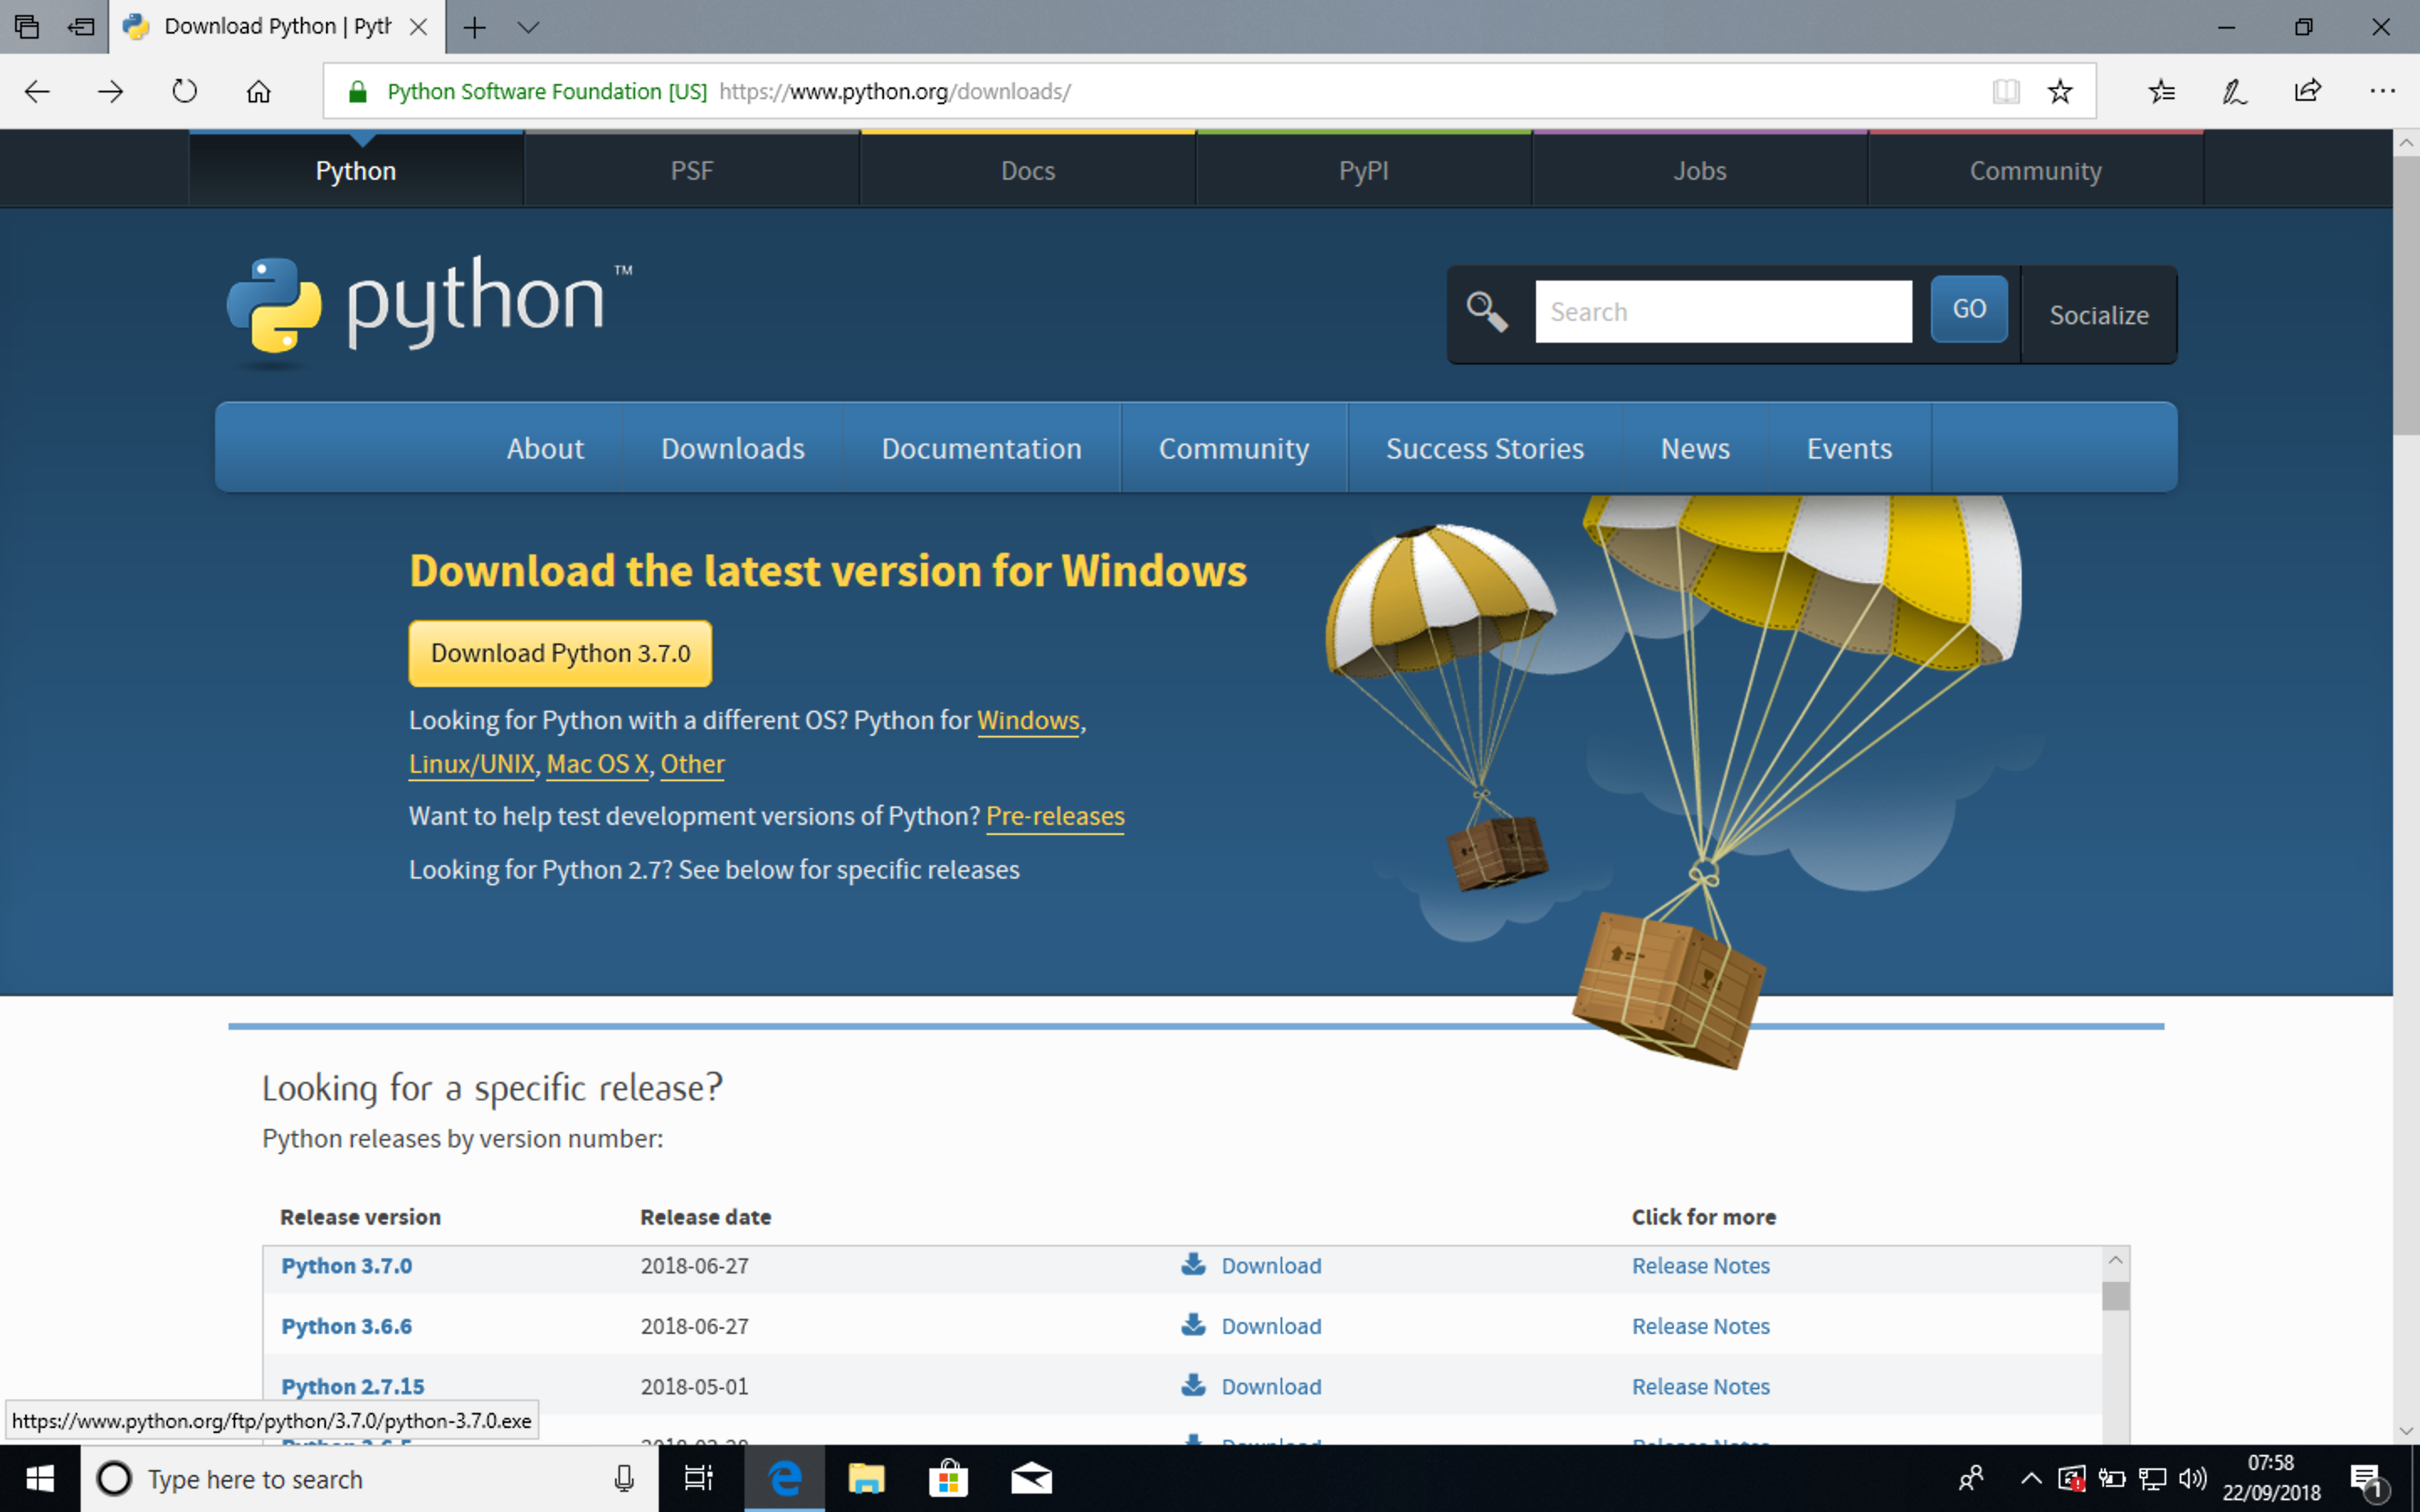 Download Python | Pyth
Python Software Foundation [US] https://www.python.org/downloads/
Python PSF Docs PyPI Jobs Community
python™
Search GO Socialize
About Downloads Documentation Community Success Stories News Events
Download the latest version for Windows
Download Python 3.7.0
Looking for Python with a different OS? Python for Windows,
Linux/UNIX, Mac OS X, Other
Want to help test development versions of Python? Pre-releases
Looking for Python 2.7? See below for specific releases
Looking for a specific release?
Python releases by version number:
Release version Release date Click for more
Python 3.7.0 2018-06-27 Download Release Notes
Python 3.6.6 2018-06-27 Download Release Notes
Python 2.7.15 2018-05-01 Download Release Notes
https://www.python.org/ftp/python/3.7.0/python-3.7.0.exe
Type here to search
07:58
22/09/2018
1